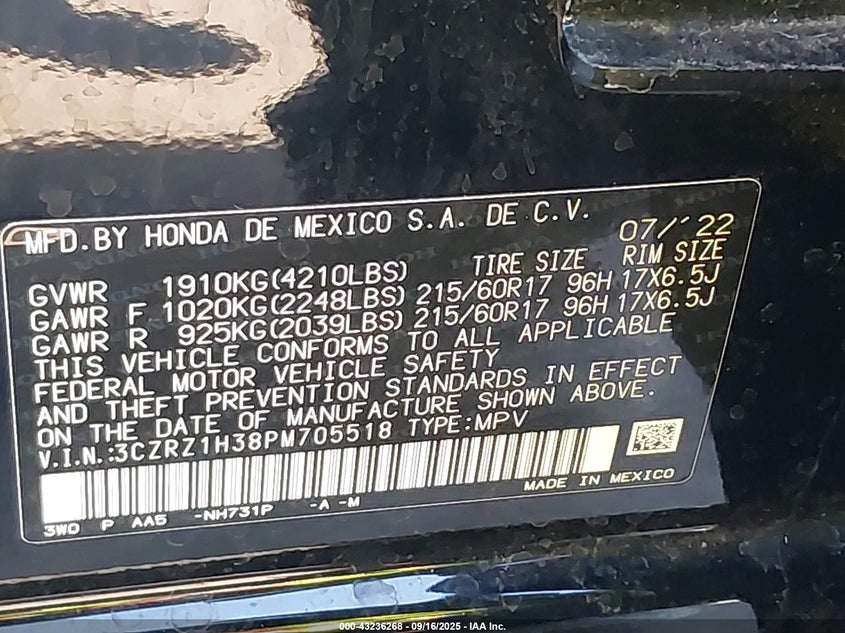 MFD.BY HONDA DE MEXICO S.A. DE C.V. 07/'22
TIRE SIZE RIM SIZE
GVWR 1910KG(4210LBS)
GAWR F 1020KG(2248LBS) 215/60R17 96H 17X6.5J
GAWR R 925KG(2039LBS) 215/60R17 96H 17X6.5J
THIS VEHICLE CONFORMS TO ALL APPLICABLE
FEDERAL MOTOR VEHICLE SAFETY
AND THEFT PREVENTION STANDARDS IN EFFECT
ON THE DATE OF MANUFACTURE SHOWN ABOVE.
V.I.N.:3CZRZ1H38PM705518 TYPE:MPV
MADE IN MEXICO
3W0 P AA5 -NH731P -A -M
000-43236268 - 09/16/2025 - IAA Inc.